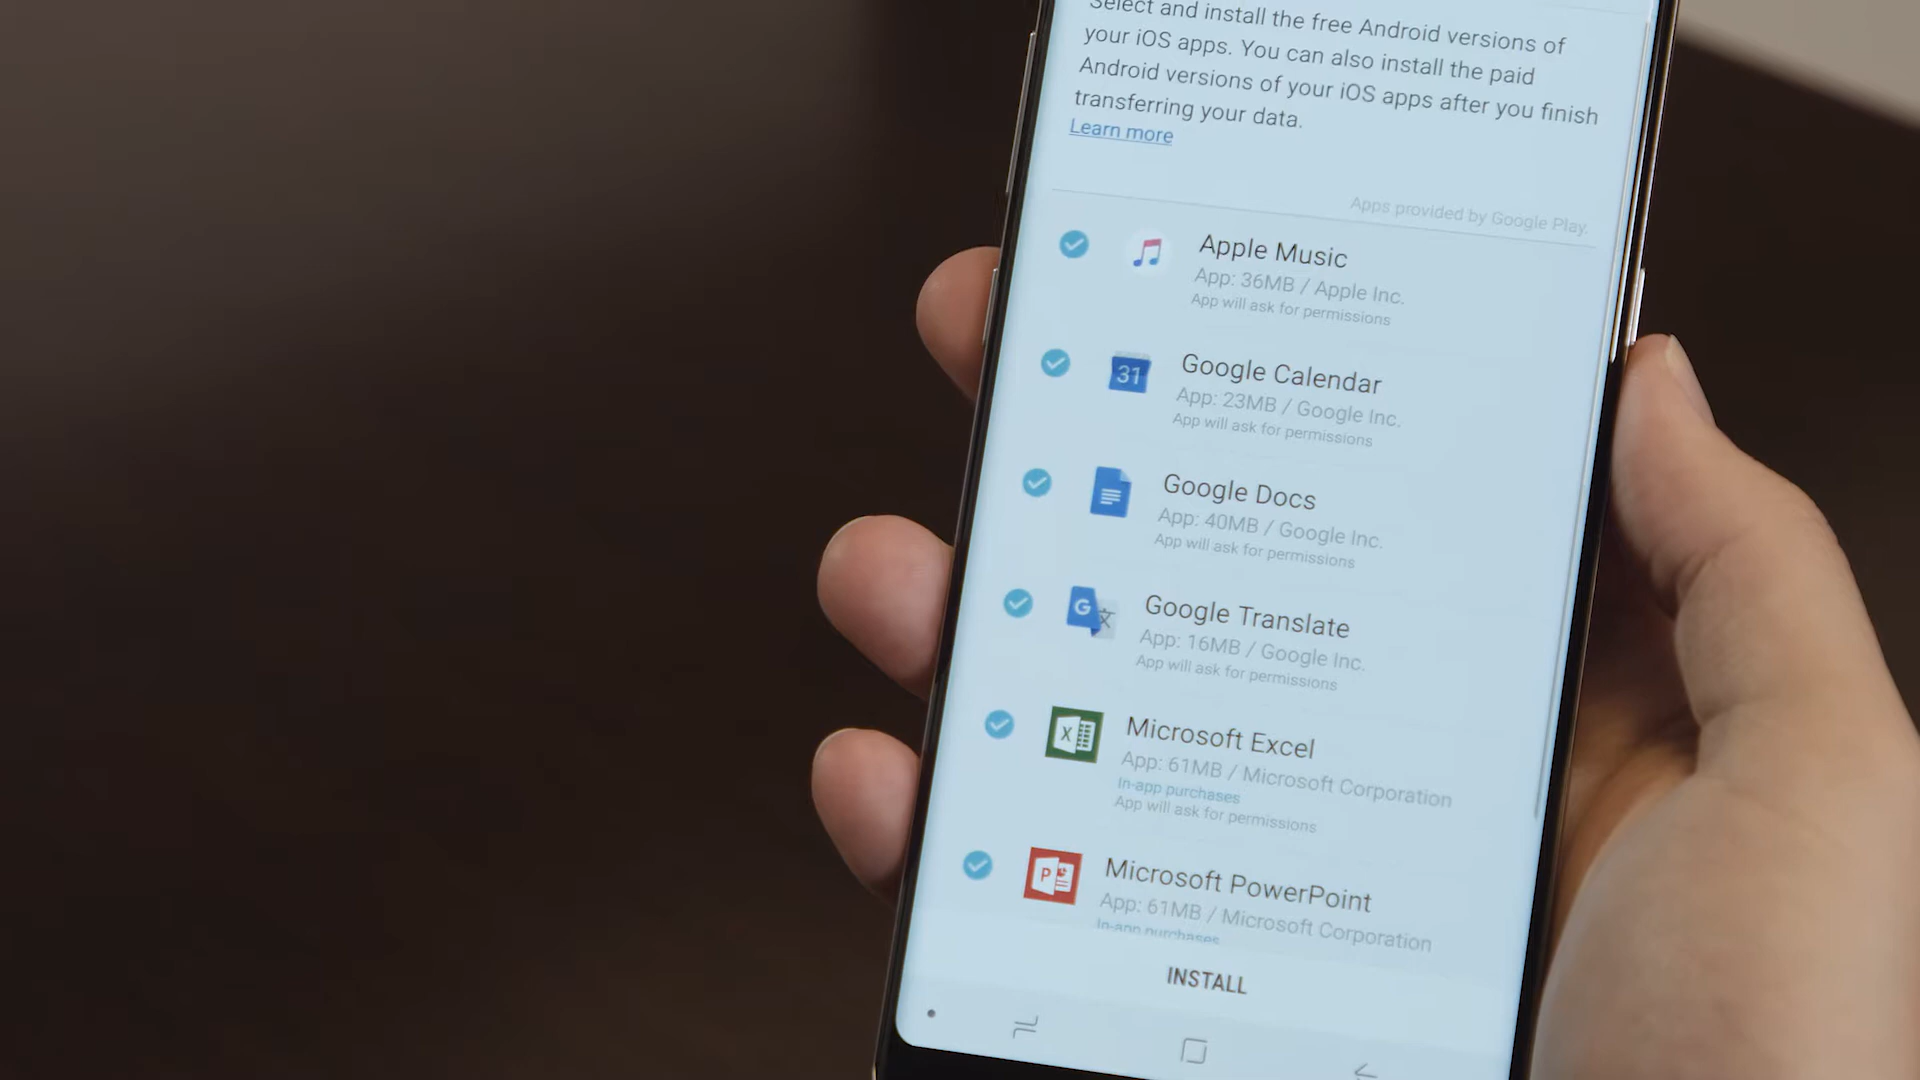 Select and install the free Android versions of
your iOS apps. You can also install the paid
Android versions of your iOS apps after you finish
transferring your data.
Learn more
Apps provided by Google Play.
Apple Music
App: 36MB / Apple Inc.
App will ask for permissions
31
Google Calendar
App: 23MB / Google Inc.
App will ask for permissions
Google Docs
App: 40MB / Google Inc.
App will ask for permissions
G 文
Google Translate
App: 16MB / Google Inc.
App will ask for permissions
X
Microsoft Excel
App: 61MB / Microsoft Corporation
In-app purchases
App will ask for permissions
P
Microsoft PowerPoint
App: 61MB / Microsoft Corporation
In-app purchases
INSTALL